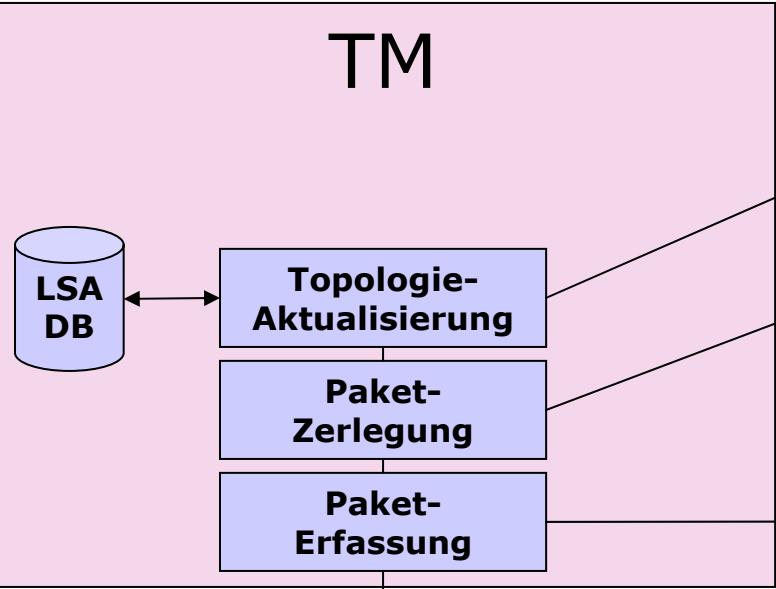 TM
LSA
DB
Topologie-
Aktualisierung
Paket-
Zerlegung
Paket-
Erfassung